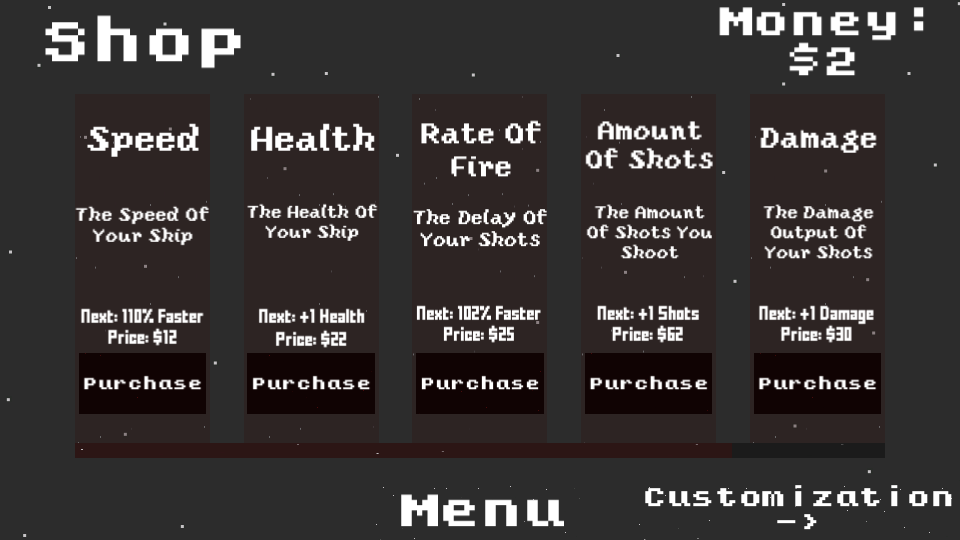 Shop
Money:
$2
Speed
The Speed Of
Your Ship
Next: 110% Faster
Price: $12
Purchase
Health
The Health Of
Your Ship
Next: +1 Health
Price: $22
Purchase
Rate Of
Fire
The Delay Of
Your Shots
Next: 102% Faster
Price: $25
Purchase
Amount
Of Shots
The Amount
Of Shots You
Shoot
Next: +1 Shots
Price: $62
Purchase
Damage
The Damage
Output Of
Your Shots
Next: +1 Damage
Price: $30
Purchase
Menu
Customization
->